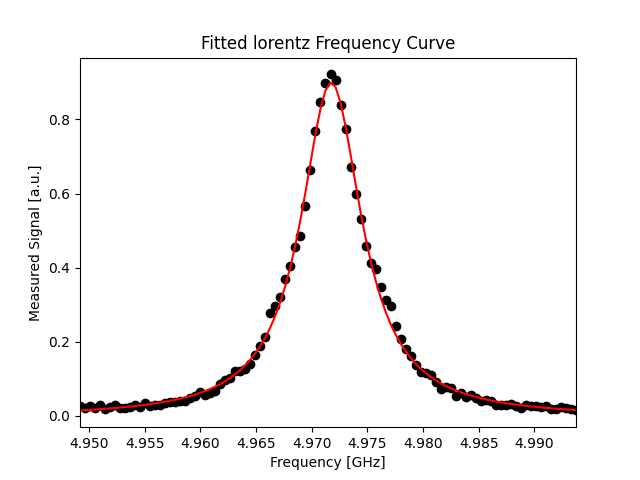 Fitted lorentz Frequency Curve
Measured Signal [a.u.]
0.8
0.6
0.4
0.2
0.0
4.950 4.955 4.960 4.965 4.970 4.975 4.980 4.985 4.990
Frequency [GHz]